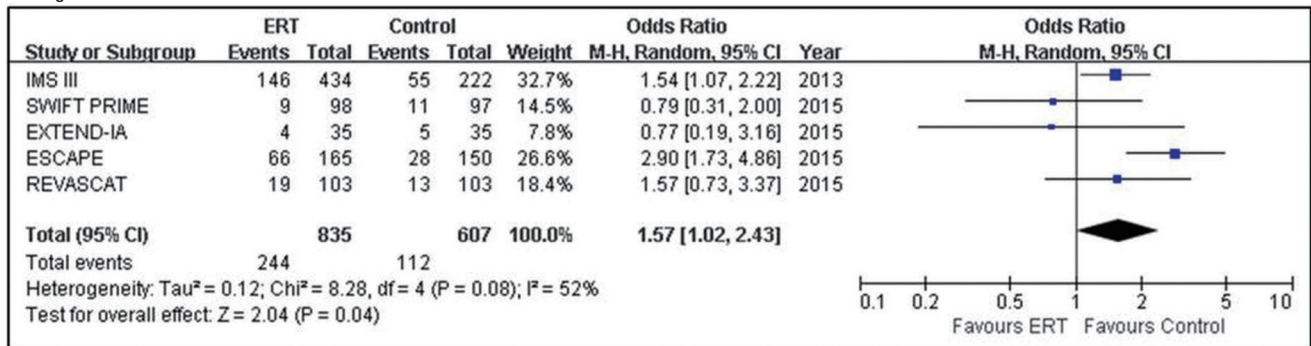 ERT Control Odds Ratio Odds Ratio
Study or Subgroup Events Total Events Total Weight M-H, Random, 95% CI Year M-H, Random, 95% CI
IMS III 146 434 55 222 32.7% 1.54 [1.07, 2.22] 2013
SWIFT PRIME 9 98 11 97 14.5% 0.79 [0.31, 2.00] 2015
EXTEND-IA 4 35 5 35 7.8% 0.77 [0.19, 3.16] 2015
ESCAPE 66 165 28 150 26.6% 2.90 [1.73, 4.86] 2015
REVASCAT 19 103 13 103 18.4% 1.57 [0.73, 3.37] 2015
Total (95% CI) 835 607 100.0% 1.57 [1.02, 2.43]
Total events 244 112
Heterogeneity: Tau² = 0.12; Chi² = 8.28, df = 4 (P = 0.08); I² = 52%
Test for overall effect: Z = 2.04 (P = 0.04)
0.1 0.2 0.5 1 2 5 10
Favours ERT Favours Control